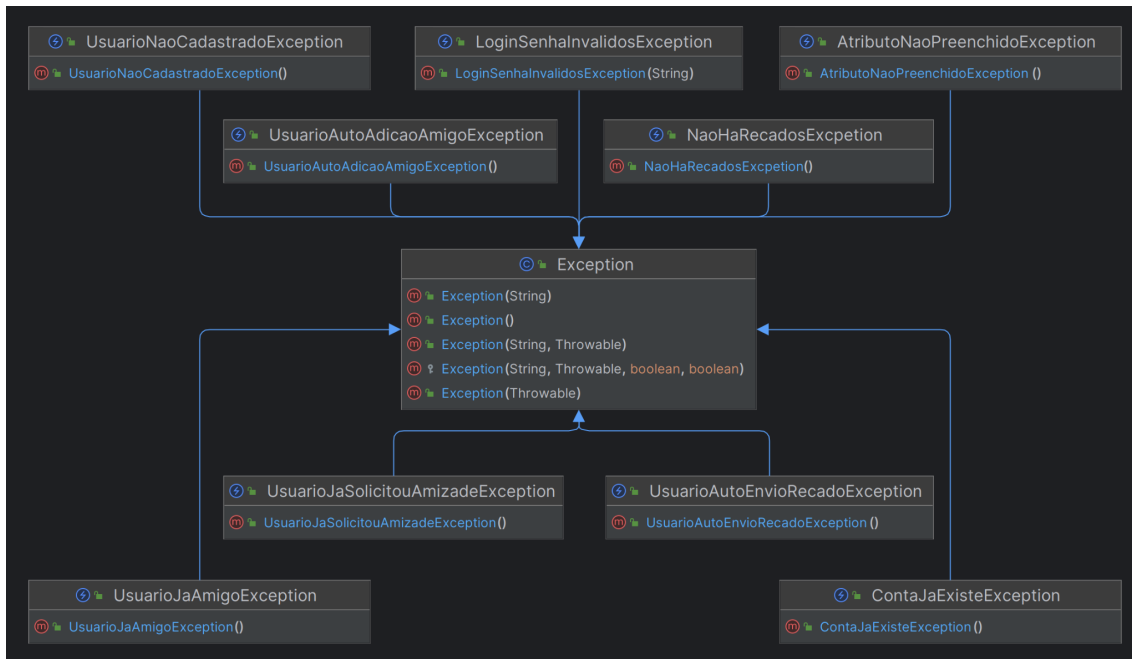 UsuarioNaoCadastradoException
UsuarioNaoCadastradoException()
LoginSenhaInvalidosException
LoginSenhaInvalidosException(String)
AtributoNaoPreenchidoException
AtributoNaoPreenchidoException ()
UsuarioAutoAdicaoAmigoException
UsuarioAutoAdicaoAmigoException()
NaoHaRecadosExcpetion
NaoHaRecadosExcpetion()
Exception
Exception(String)
Exception()
Exception(String, Throwable)
Exception(String, Throwable, boolean, boolean)
Exception(Throwable)
UsuarioJaSolicitouAmizadeException
UsuarioJaSolicitouAmizadeException()
UsuarioAutoEnvioRecadoException
UsuarioAutoEnvioRecadoException ()
UsuarioJaAmigoException
UsuarioJaAmigoException()
ContaJaExisteException
ContaJaExisteException ()